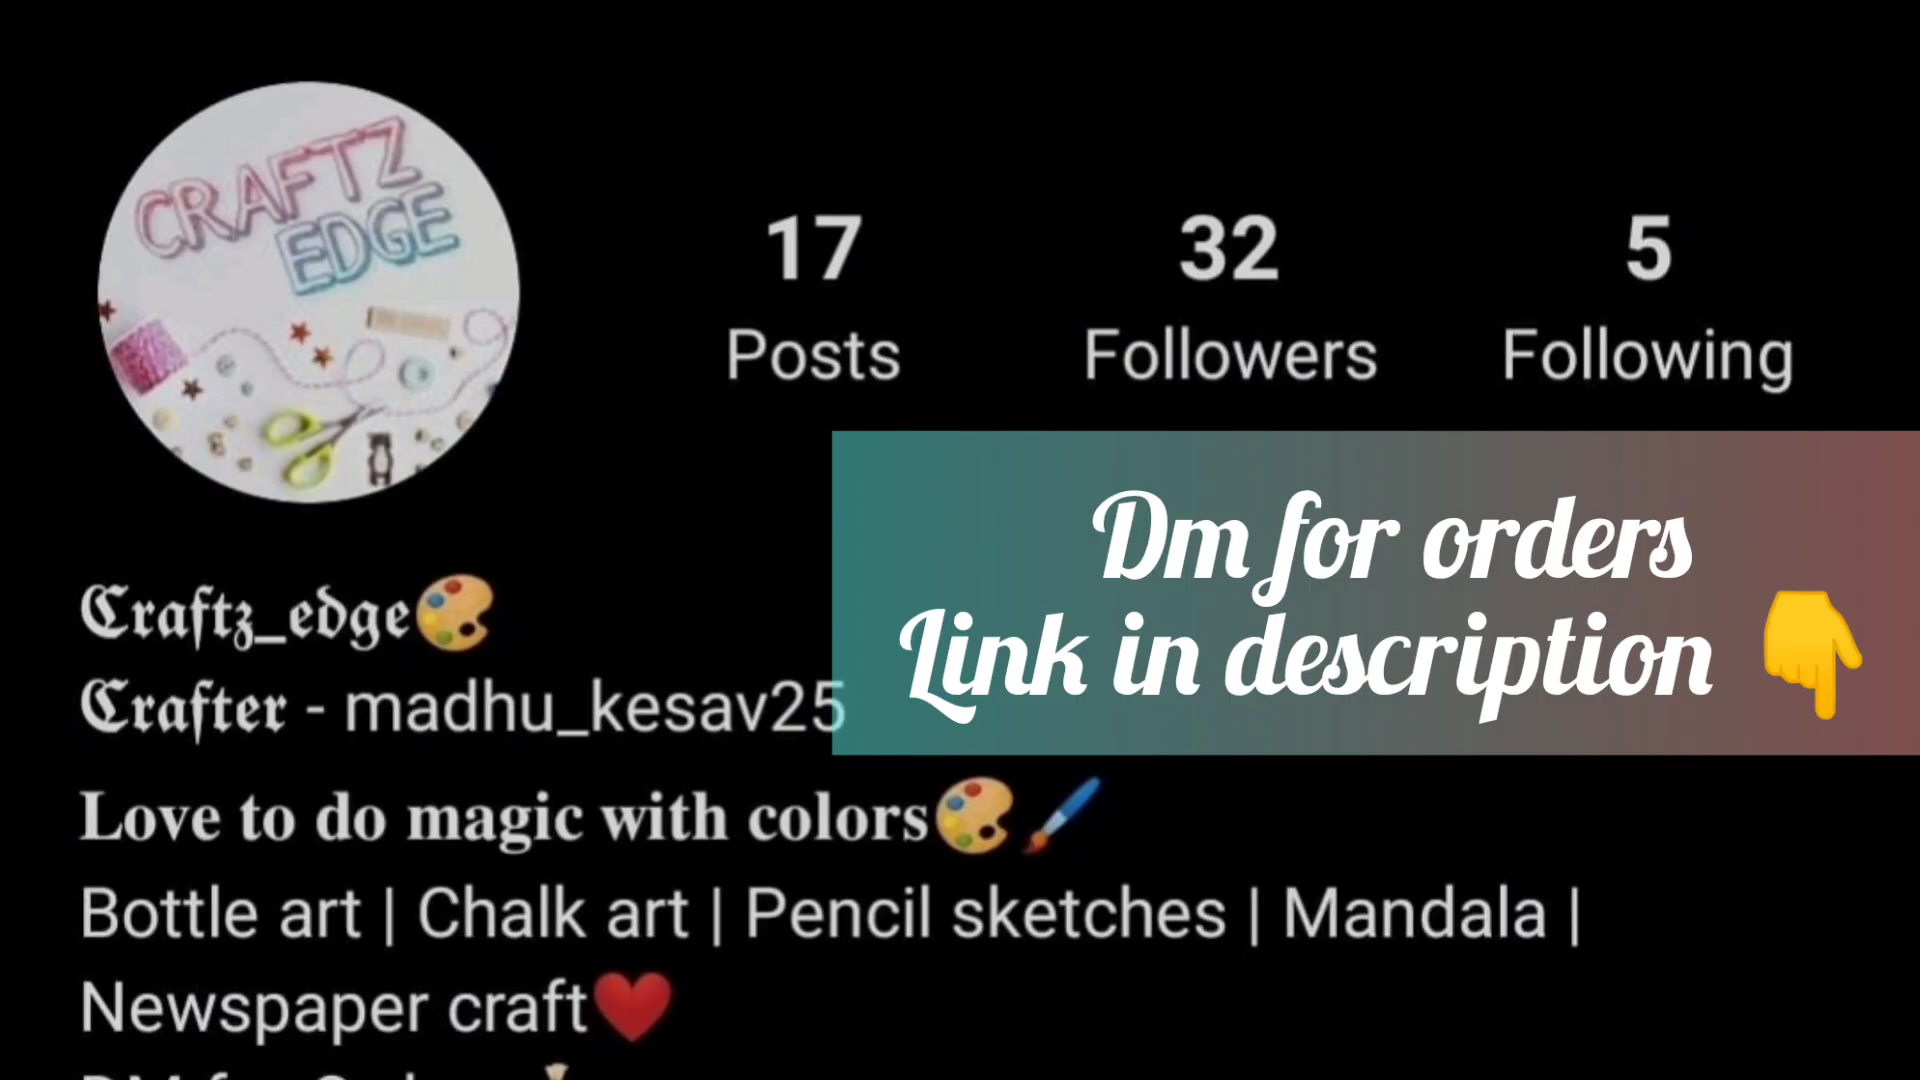 CRAFTZ
EDGE
17
Posts
32
Followers
5
Following
Dm for orders
Link in description 👇
𝕮𝖗𝖆𝖋𝖙𝖟_𝖊𝖉𝖌𝖊🎨
𝕮𝖗𝖆𝖋𝖙𝖊𝖗 - madhu_kesav25
𝐋𝐨𝐯𝐞 𝐭𝐨 𝐝𝐨 𝐦𝐚𝐠𝐢𝐜 𝐰𝐢𝐭𝐡 𝐜𝐨𝐥𝐨𝐫𝐬🎨🖌️
Bottle art | Chalk art | Pencil sketches | Mandala |
Newspaper craft❤️